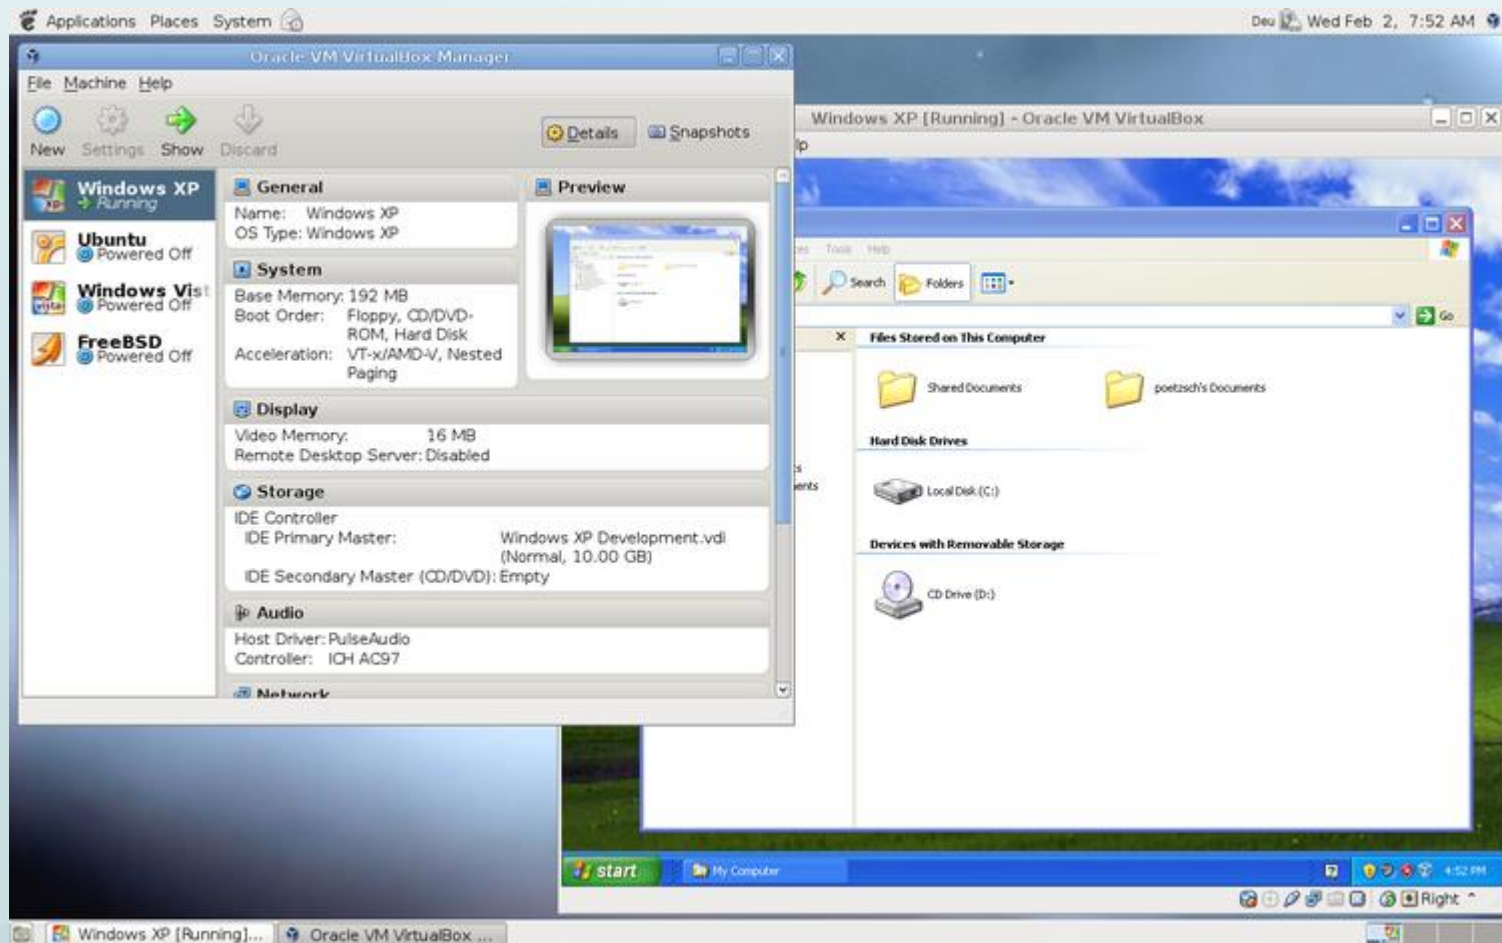 Applications Places System
Deu Wed Feb 2, 7:52 AM
Oracle VM VirtualBox Manager
File Machine Help
New Settings Show Discard
Details Snapshots
Windows XP
Running
Ubuntu
Powered Off
Windows Vist
Powered Off
FreeBSD
Powered Off
General
Name: Windows XP
OS Type: Windows XP
Preview
System
Base Memory: 192 MB
Boot Order: Floppy, CD/DVD-
ROM, Hard Disk
Acceleration: VT-x/AMD-V, Nested
Paging
Display
Video Memory: 16 MB
Remote Desktop Server: Disabled
Storage
IDE Controller
IDE Primary Master: Windows XP Development.vdi
(Normal, 10.00 GB)
IDE Secondary Master (CD/DVD): Empty
Audio
Host Driver: PulseAudio
Controller: ICH AC97
Network
Windows XP [Running] - Oracle VM VirtualBox
Tools Help
Search Folders
Go
Files Stored on This Computer
Shared Documents
poetzsch's Documents
Hard Disk Drives
Local Disk (C:)
Devices with Removable Storage
CD Drive (D:)
start
My Computer
4:52 PM
Right
Windows XP [Running]...
Oracle VM VirtualBox ...